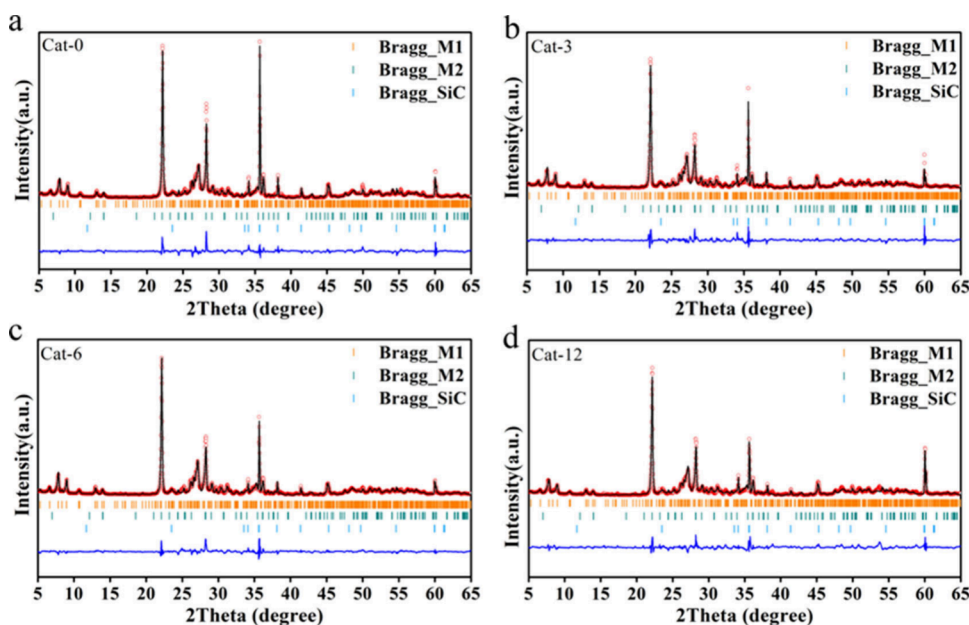 a
Cat-0
Bragg_M1
Bragg_M2
Bragg_SiC
Intensity(a.u.)
5 10 15 20 25 30 35 40 45 50 55 60 65
2Theta (degree)
b
Cat-3
Bragg_M1
Bragg_M2
Bragg_SiC
Intensity(a.u.)
5 10 15 20 25 30 35 40 45 50 55 60 65
2Theta (degree)
c
Cat-6
Bragg_M1
Bragg_M2
Bragg_SiC
Intensity(a.u.)
5 10 15 20 25 30 35 40 45 50 55 60 65
2Theta (degree)
d
Cat-12
Bragg_M1
Bragg_M2
Bragg_SiC
Intensity(a.u.)
5 10 15 20 25 30 35 40 45 50 55 60 65
2Theta (degree)